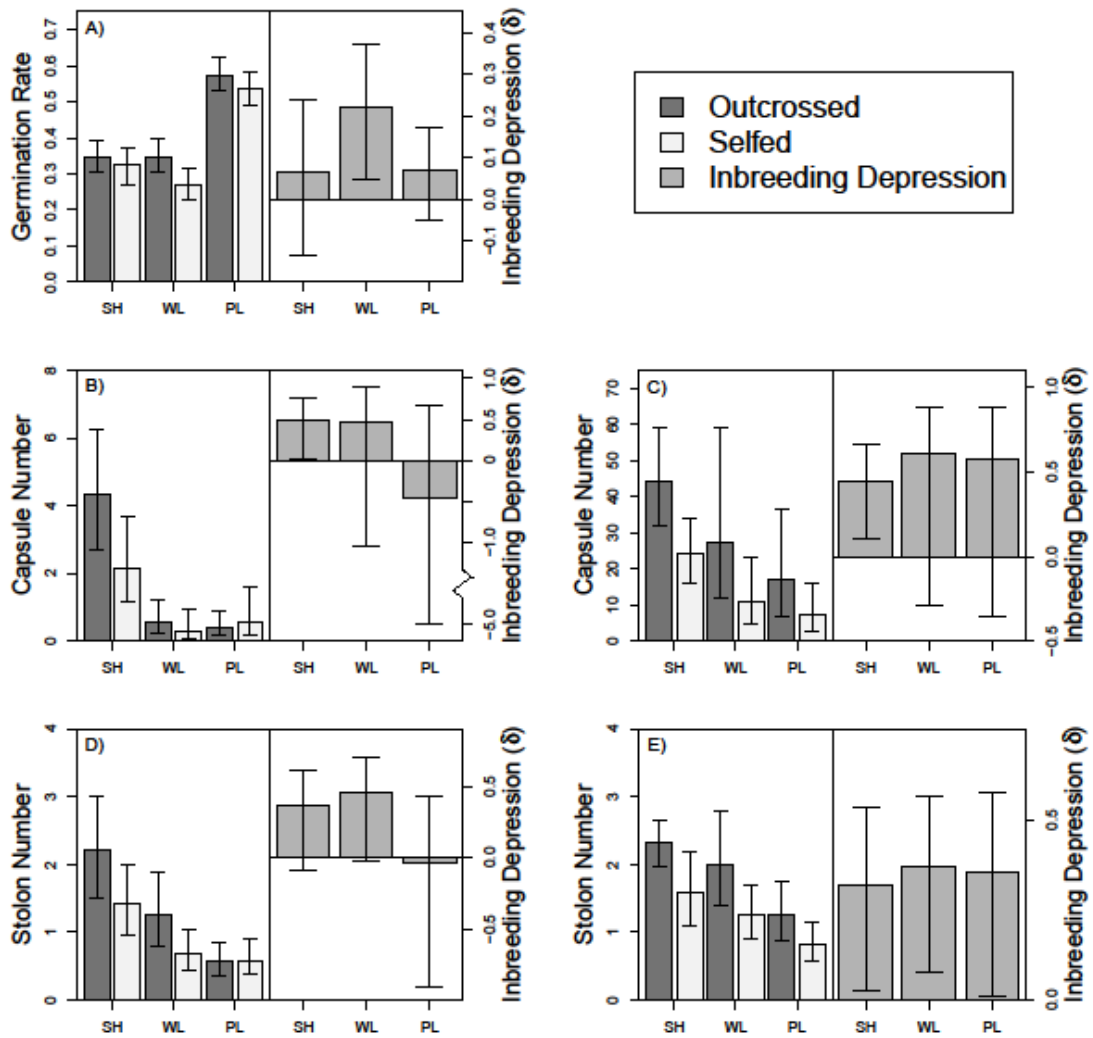 A)
Germination Rate
0.0 0.1 0.2 0.3 0.4 0.5 0.6 0.7
Inbreeding Depression (δ)
−0.1 0.0 0.1 0.2 0.3 0.4
SH WL PL SH WL PL
Outcrossed
Selfed
Inbreeding Depression
B)
Capsule Number
0 2 4 6 8
Inbreeding Depression (δ)
−5.0 −1.0 0 0.5 1.0
SH WL PL SH WL PL
C)
Capsule Number
0 10 20 30 40 50 60 70
Inbreeding Depression (δ)
−0.5 0.0 0.5 1.0
SH WL PL SH WL PL
D)
Stolon Number
0 1 2 3 4
Inbreeding Depression (δ)
−0.5 0.0 0.5
SH WL PL SH WL PL
E)
Stolon Number
0 1 2 3 4
Inbreeding Depression (δ)
0.0 0.5
SH WL PL SH WL PL